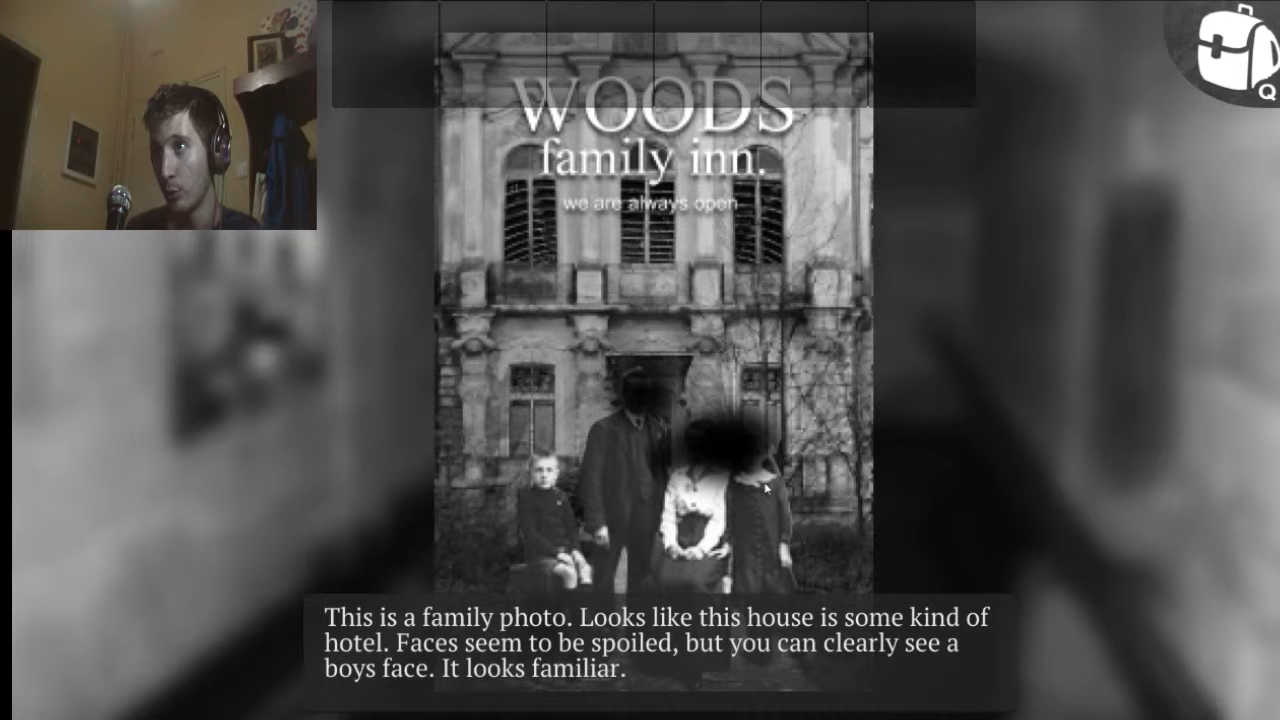 WOODS
family inn.
we are always open
Q
This is a family photo. Looks like this house is some kind of
hotel. Faces seem to be spoiled, but you can clearly see a
boys face. It looks familiar.